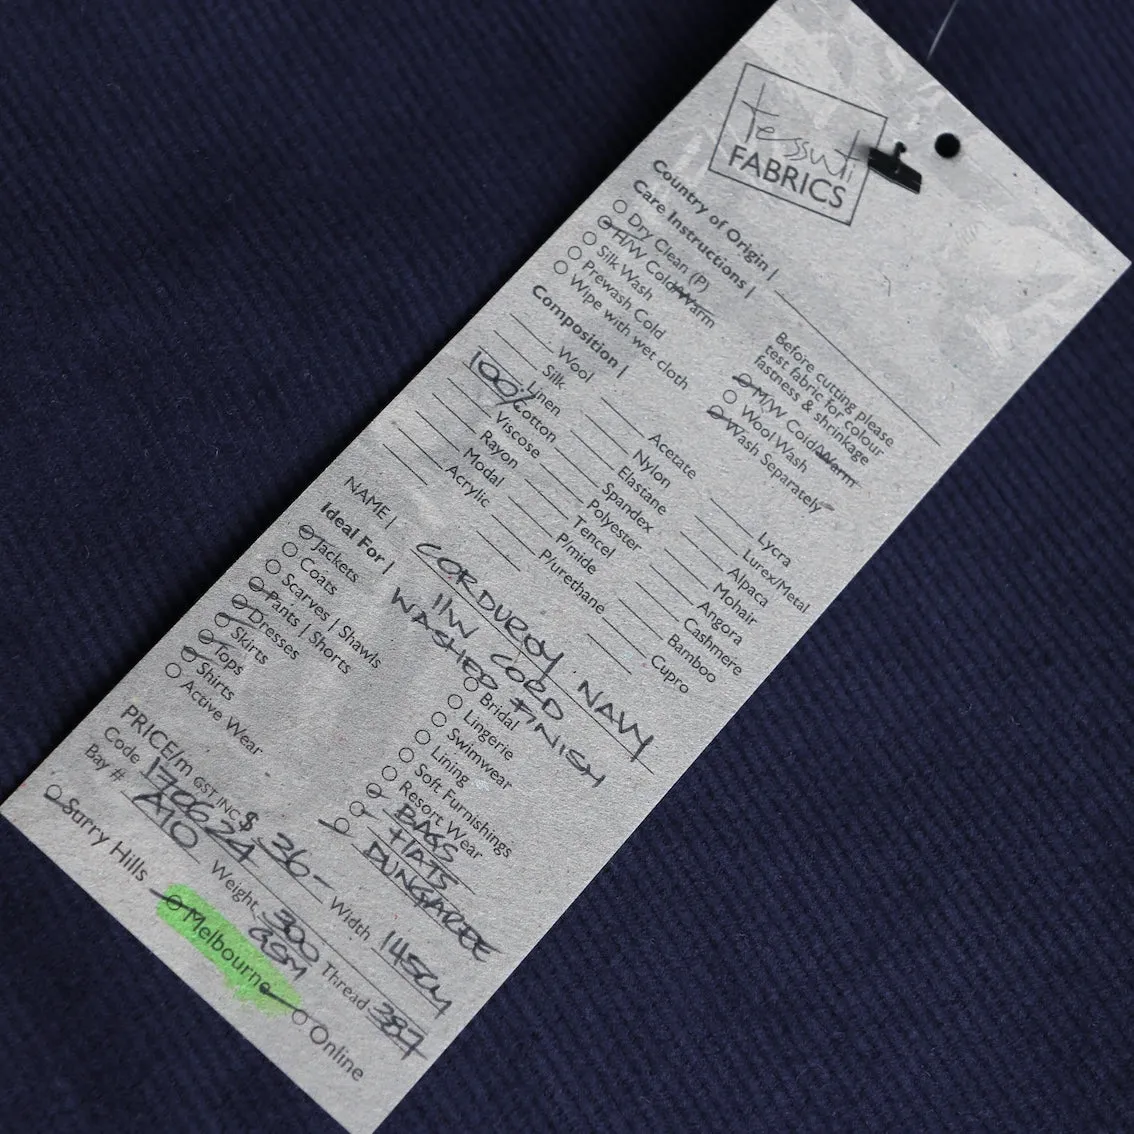 tessuti
FABRICS
Country of Origin |
Care Instructions |
Dry Clean (P)
H/W Cold/Warm
Silk Wash
Prewash Cold
Wipe with wet cloth
Before cutting please
test fabric for colour
fastness & shrinkage
M/W Cold/Warm
Wool Wash
Wash Separately
Composition |
Wool
Silk
Linen
100% Cotton
Viscose
Rayon
Modal
Acrylic
Acetate
Nylon
Elastane
Spandex
Polyester
Tencel
P/mide
P/urethane
Lycra
Lurex/Metal
Alpaca
Mohair
Angora
Cashmere
Bamboo
Cupro
NAME | CORDUROY. NAVY
11W CORD
WASHED FINISH
Ideal For |
Jackets
Coats
Scarves | Shawls
Pants | Shorts
Dresses
Skirts
Tops
Shirts
Active Wear
Bridal
Lingerie
Swimwear
Lining
Soft Furnishings
Resort Wear
BAGS
HATS
DUNGAREE
PRICE/m GST INC $ 36- Width 145cm
Code 170624 Weight 300 GSM Thread 387
Bay # A10
Surry Hills
Melbourne
Online